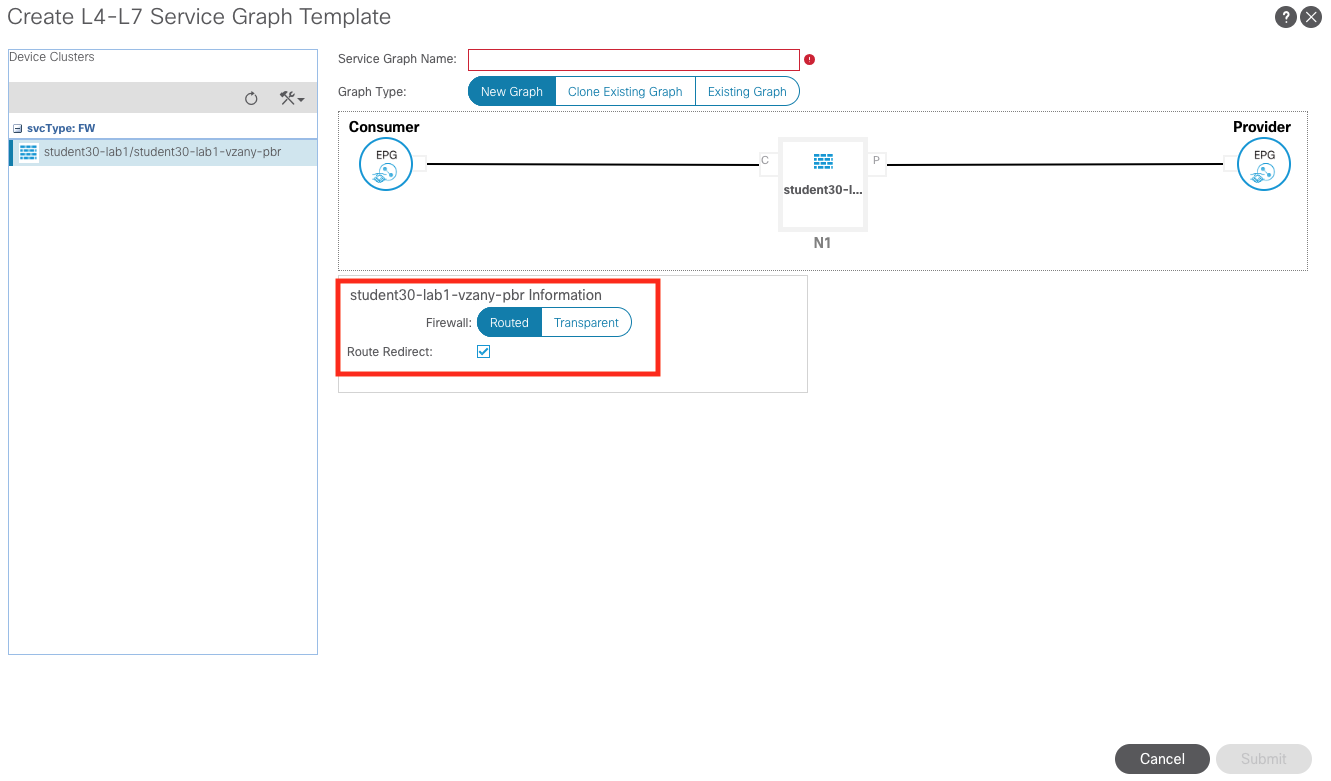 Create L4-L7 Service Graph Template
?
Device Clusters
svcType: FW
student30-lab1/student30-lab1-vzany-pbr
Service Graph Name:
Graph Type:
New Graph
Clone Existing Graph
Existing Graph
Consumer
Provider
EPG
C
student30-l...
P
EPG
N1
student30-lab1-vzany-pbr Information
Firewall:
Routed
Transparent
Route Redirect:
Cancel
Submit